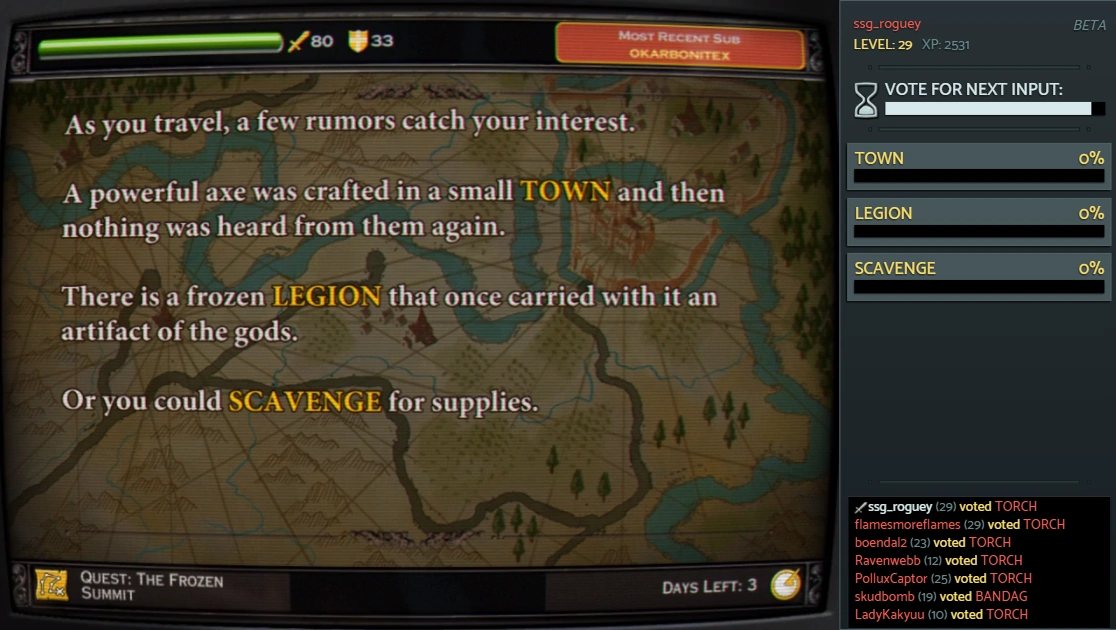 80
33
MOST RECENT SUB
OKARBONITEX
As you travel, a few rumors catch your interest.
A powerful axe was crafted in a small TOWN and then
nothing was heard from them again.
There is a frozen LEGION that once carried with it an
artifact of the gods.
Or you could SCAVENGE for supplies.
QUEST: THE FROZEN
SUMMIT
DAYS LEFT: 3
ssg_roguey
BETA
LEVEL: 29 XP: 2531
VOTE FOR NEXT INPUT:
TOWN 0%
LEGION 0%
SCAVENGE 0%
ssg_roguey (29) voted TORCH
flamesmoreflames (29) voted TORCH
boendal2 (23) voted TORCH
Ravenwebb (12) voted TORCH
PolluxCaptor (25) voted TORCH
skudbomb (19) voted BANDAG
LadyKakyuu (10) voted TORCH